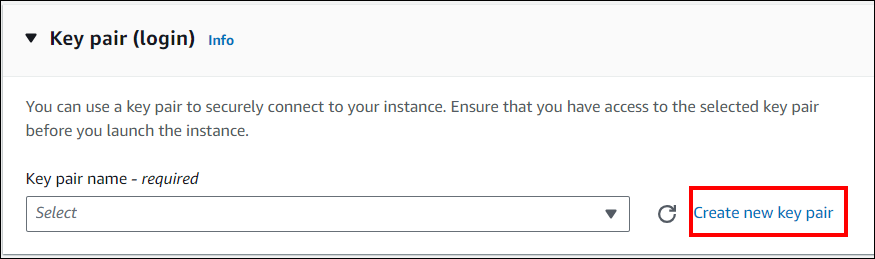 Key pair (login) Info
You can use a key pair to securely connect to your instance. Ensure that you have access to the selected key pair
before you launch the instance.
Key pair name - required
Select
Create new key pair